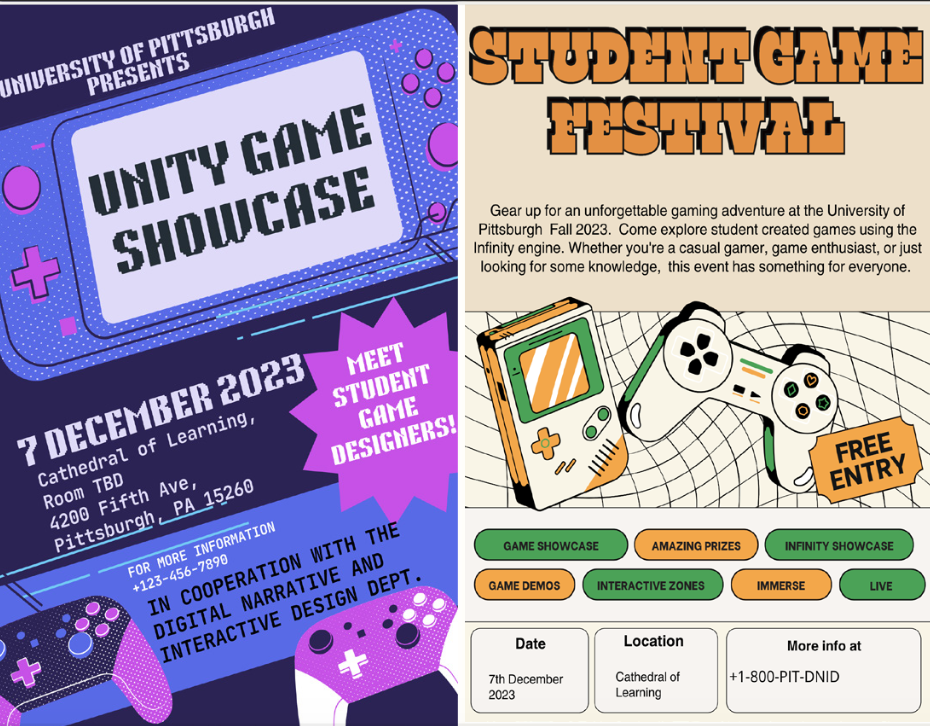 UNIVERSITY OF PITTSBURGH
PRESENTS
UNITY GAME
SHOWCASE
7 DECEMBER 2023
Cathedral of Learning,
Room TBD
4200 Fifth Ave,
Pittsburgh, PA 15260
MEET
STUDENT
GAME
DESIGNERS!
FOR MORE INFORMATION
+123-456-7890
IN COOPERATION WITH THE
DIGITAL NARRATIVE AND
INTERACTIVE DESIGN DEPT.
STUDENT GAME
FESTIVAL
Gear up for an unforgettable gaming adventure at the University of
Pittsburgh Fall 2023. Come explore student created games using the
Infinity engine. Whether you're a casual gamer, game enthusiast, or just
looking for some knowledge, this event has something for everyone.
FREE
ENTRY
GAME SHOWCASE
AMAZING PRIZES
INFINITY SHOWCASE
GAME DEMOS
INTERACTIVE ZONES
IMMERSE
LIVE
Date
7th December
2023
Location
Cathedral of
Learning
More info at
+1-800-PIT-DNID